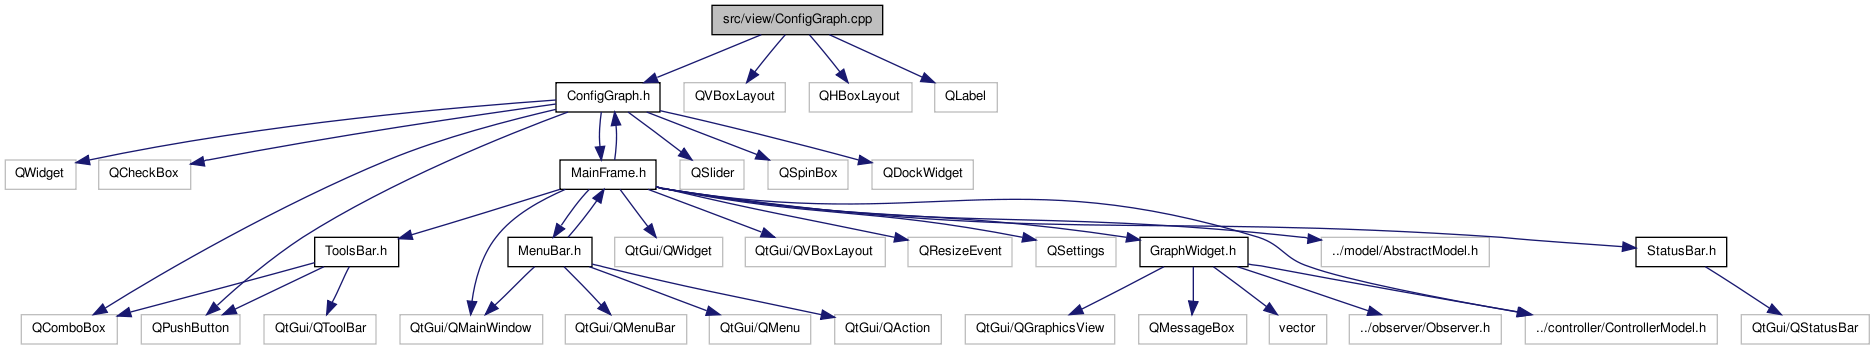 src/view/ConfigGraph.cpp
ConfigGraph.h
QVBoxLayout
QHBoxLayout
QLabel
QWidget
QCheckBox
MainFrame.h
QSlider
QSpinBox
QDockWidget
ToolsBar.h
MenuBar.h
QtGui/QWidget
QtGui/QVBoxLayout
QResizeEvent
QSettings
GraphWidget.h
../model/AbstractModel.h
StatusBar.h
QComboBox
QPushButton
QtGui/QToolBar
QtGui/QMainWindow
QtGui/QMenuBar
QtGui/QMenu
QtGui/QAction
QtGui/QGraphicsView
QMessageBox
vector
../observer/Observer.h
../controller/ControllerModel.h
QtGui/QStatusBar